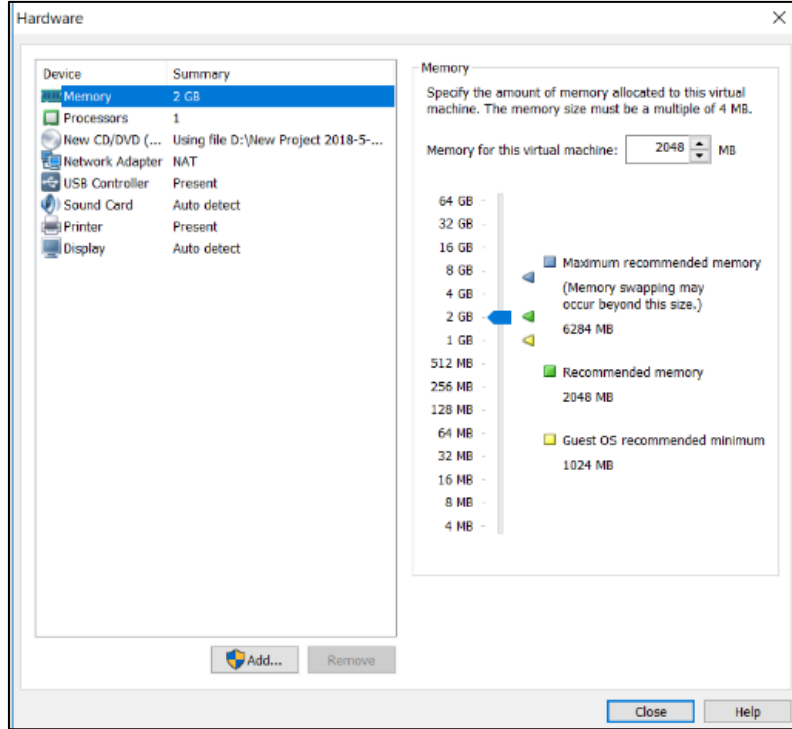 Hardware
Device Summary
Memory 2 GB
Processors 1
New CD/DVD (... Using file D:\New Project 2018-5-...
Network Adapter NAT
USB Controller Present
Sound Card Auto detect
Printer Present
Display Auto detect
Add... Remove
Memory
Specify the amount of memory allocated to this virtual
machine. The memory size must be a multiple of 4 MB.
Memory for this virtual machine: 2048 MB
64 GB
32 GB
16 GB
8 GB
4 GB
2 GB
1 GB
512 MB
256 MB
128 MB
64 MB
32 MB
16 MB
8 MB
4 MB
Maximum recommended memory
(Memory swapping may
occur beyond this size.)
6284 MB
Recommended memory
2048 MB
Guest OS recommended minimum
1024 MB
Close Help